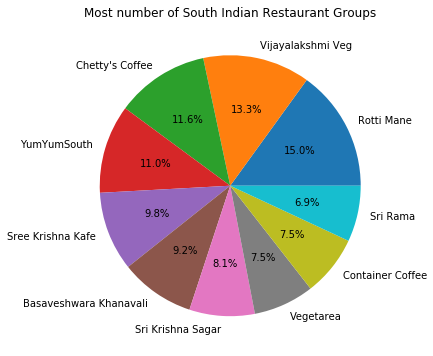 Most number of South Indian Restaurant Groups
Vijayalakshmi Veg
Chetty's Coffee
13.3%
11.6%
Rotti Mane
YumYumSouth
15.0%
11.0%
Sri Rama
6.9%
9.8%
Sree Krishna Kafe
7.5%
9.2%
Container Coffee
8.1%
7.5%
Basaveshwara Khanavali
Vegetarea
Sri Krishna Sagar